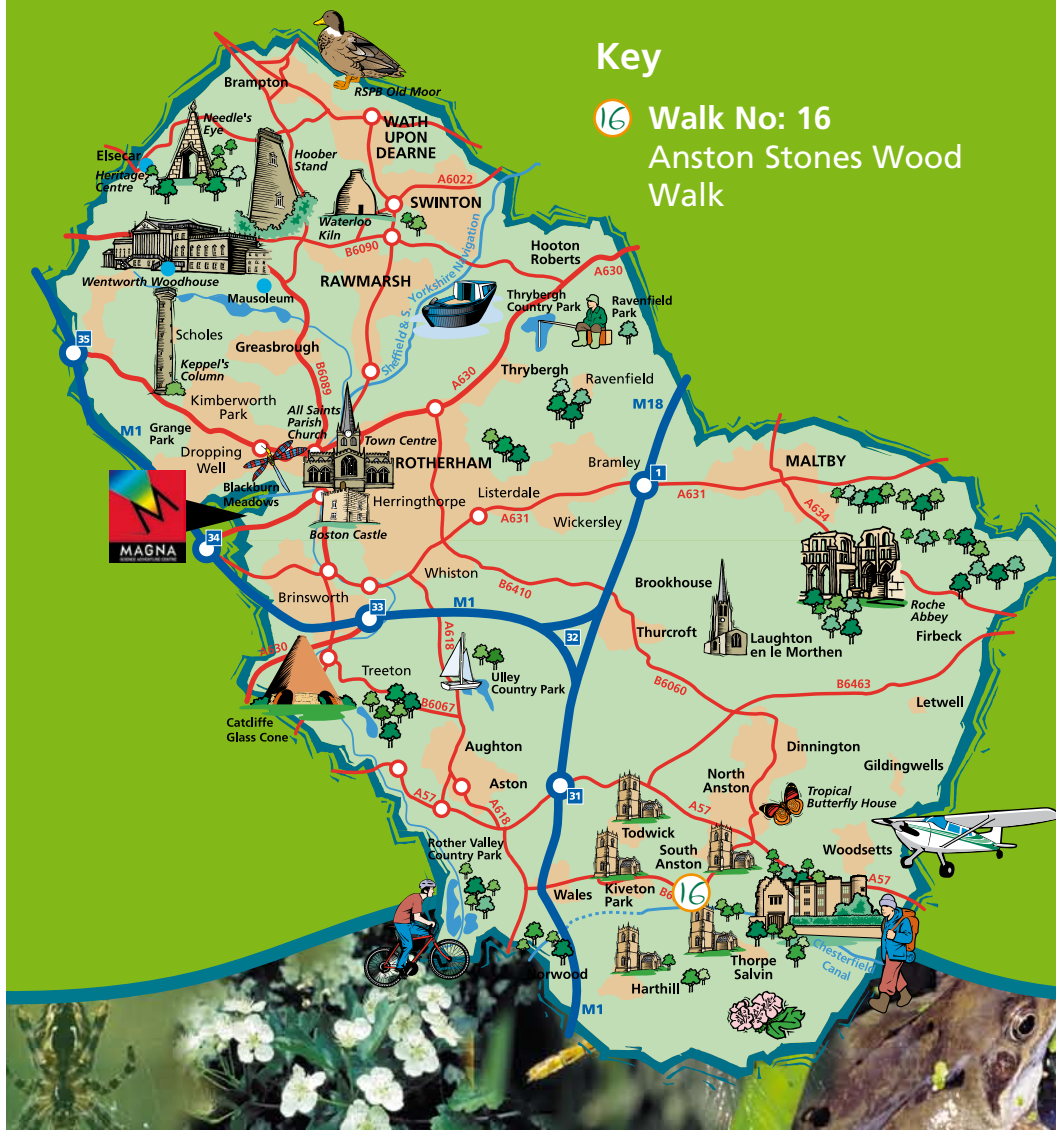 Key
16 Walk No: 16
Anston Stones Wood
Walk
Brampton
RSPB Old Moor
Needle's
Eye
WATH
UPON
DEARNE
Elsecar
Heritage
Centre
Hoober
Stand
A6022
SWINTON
Waterloo
Kiln
B6090
Hooton
Roberts
A630
Wentworth Woodhouse
RAWMARSH
Sheffield & S. Yorkshire Navigation
Mausoleum
Thrybergh
Country Park
Ravenfield
Park
35
Scholes
Greasbrough
Keppel's
Column
B6089
A630
Thrybergh
Ravenfield
M18
Kimberworth
Park
All Saints
Parish
Church
M1
Grange
Park
Town Centre
Dropping
Well
ROTHERHAM
Bramley
1
MALTBY
Blackburn
Meadows
Herringthorpe
Listerdale
A631
A631
A634
Wickersley
MAGNA
SCIENCE ADVENTURE CENTRE
34
Boston Castle
Whiston
B6410
Brookhouse
Brinsworth
33
M1
Roche
Abbey
Firbeck
32
Thurcroft
Laughton
en le Morthen
A630
A618
Treeton
Ulley
Country Park
B6060
B6463
B6067
Letwell
Catcliffe
Glass Cone
Aughton
Dinnington
Gildingwells
Aston
31
North
Anston
Tropical
Butterfly House
A57
A618
A57
Todwick
Rother Valley
Country Park
South
Anston
Woodsetts
Wales
Kiveton
Park
16
A57
Thorpe
Salvin
Chesterfield
Canal
Harthill
M1